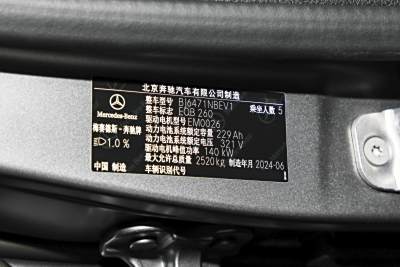 北京奔驰汽车有限公司制造
整车型号 BJ6471NBEV1 乘坐人数 5
整车标志 EQB 260
Mercedes-Benz
驱动电机型号 EM0026
梅赛德斯-奔驰牌
动力电池系统额定容量 229 Ah
动力电池系统额定电压 321 V
1.0 %
驱动电机峰值功率 140 kW
最大允许总质量 2520 kg 制造年月 2024-06
中国 制造
车辆识别代号
1